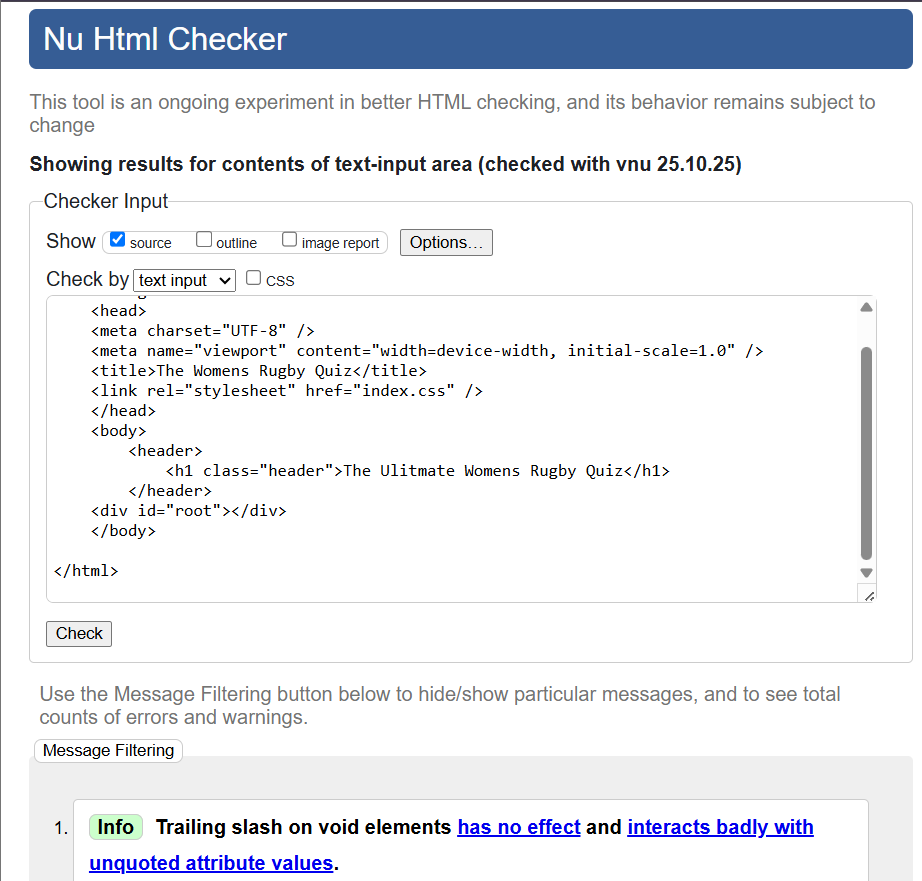 Nu Html Checker
This tool is an ongoing experiment in better HTML checking, and its behavior remains subject to
change
Showing results for contents of text-input area (checked with vnu 25.10.25)
Checker Input
Show source outline image report Options...
Check by text input CSS
<head>
<meta charset="UTF-8" />
<meta name="viewport" content="width=device-width, initial-scale=1.0" />
<title>The Womens Rugby Quiz</title>
<link rel="stylesheet" href="index.css" />
</head>
<body>
<header>
<h1 class="header">The Ulitmate Womens Rugby Quiz</h1>
</header>
<div id="root"></div>
</body>
</html>
Check
Use the Message Filtering button below to hide/show particular messages, and to see total
counts of errors and warnings.
Message Filtering
1. Info Trailing slash on void elements has no effect and interacts badly with
unquoted attribute values.